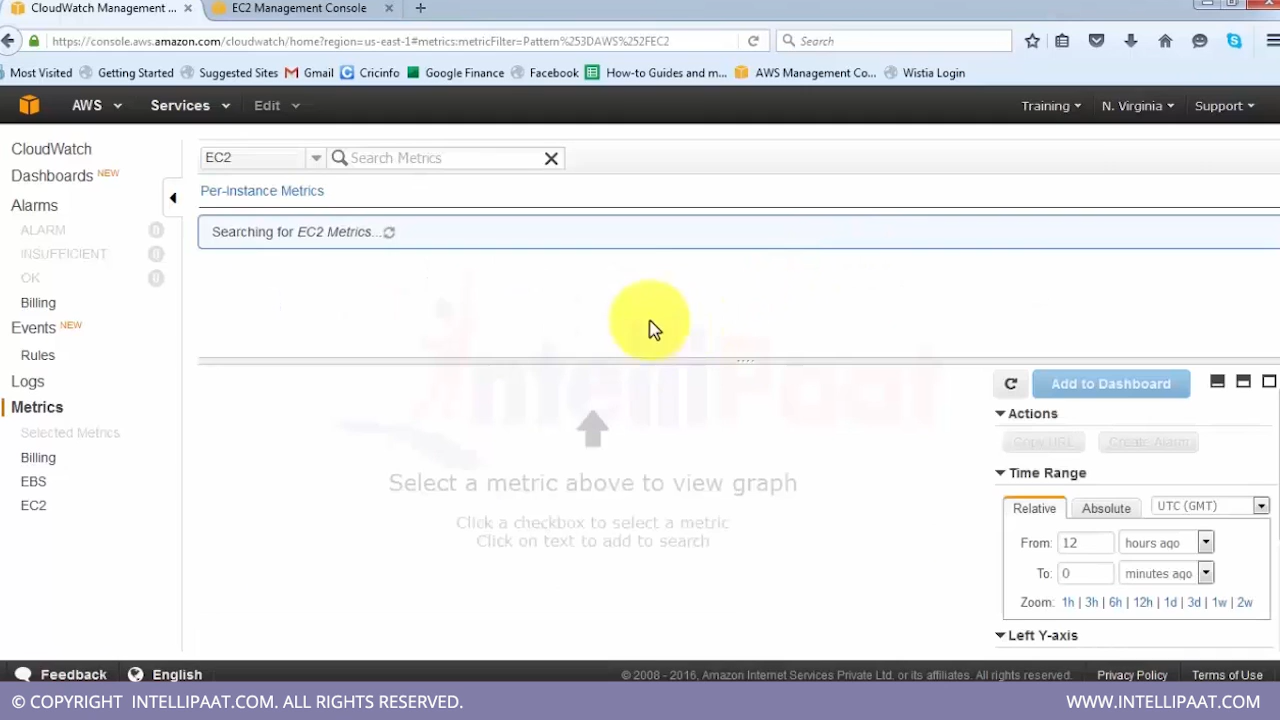 CloudWatch Management ...
EC2 Management Console
https://console.aws.amazon.com/cloudwatch/home?region=us-east-1#metrics:metricFilter=Pattern%253DAWS%252FEC2
Search
Most Visited
Getting Started
Suggested Sites
Gmail
Cricinfo
Google Finance
Facebook
How-to Guides and m...
AWS Management Co...
Wistia Login
AWS
Services
Edit
Training
N. Virginia
Support
CloudWatch
Dashboards NEW
Alarms
ALARM 0
INSUFFICIENT 0
OK 0
Billing
Events NEW
Rules
Logs
Metrics
Selected Metrics
Billing
EBS
EC2
EC2
Search Metrics
Per-Instance Metrics
Searching for EC2 Metrics...
IntelliPaat
Select a metric above to view graph
Click a checkbox to select a metric
Click on text to add to search
Add to Dashboard
Actions
Copy URL
Create Alarm
Time Range
Relative
Absolute
UTC (GMT)
From: 12 hours ago
To: 0 minutes ago
Zoom: 1h | 3h | 6h | 12h | 1d | 3d | 1w | 2w
Left Y-axis
Feedback
English
© 2008 - 2016, Amazon Internet Services Private Ltd. or its affiliates. All rights reserved.
Privacy Policy
Terms of Use
© COPYRIGHT INTELLIPAAT.COM. ALL RIGHTS RESERVED.
WWW.INTELLIPAAT.COM